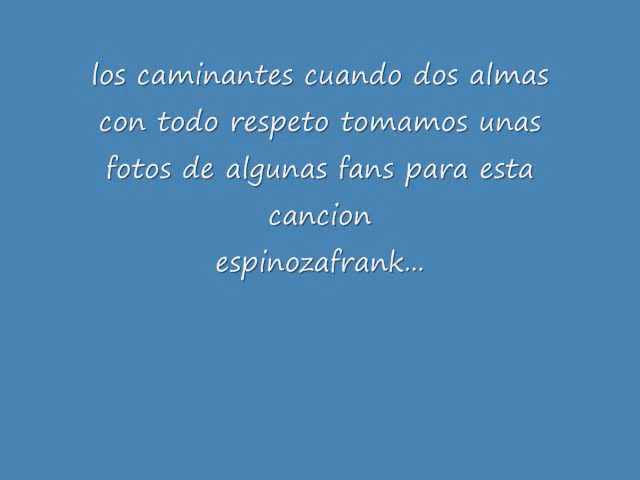 los caminantes cuando dos almas
con todo respeto tomamos unas
fotos de algunas fans para esta
cancion
espinozafrank...